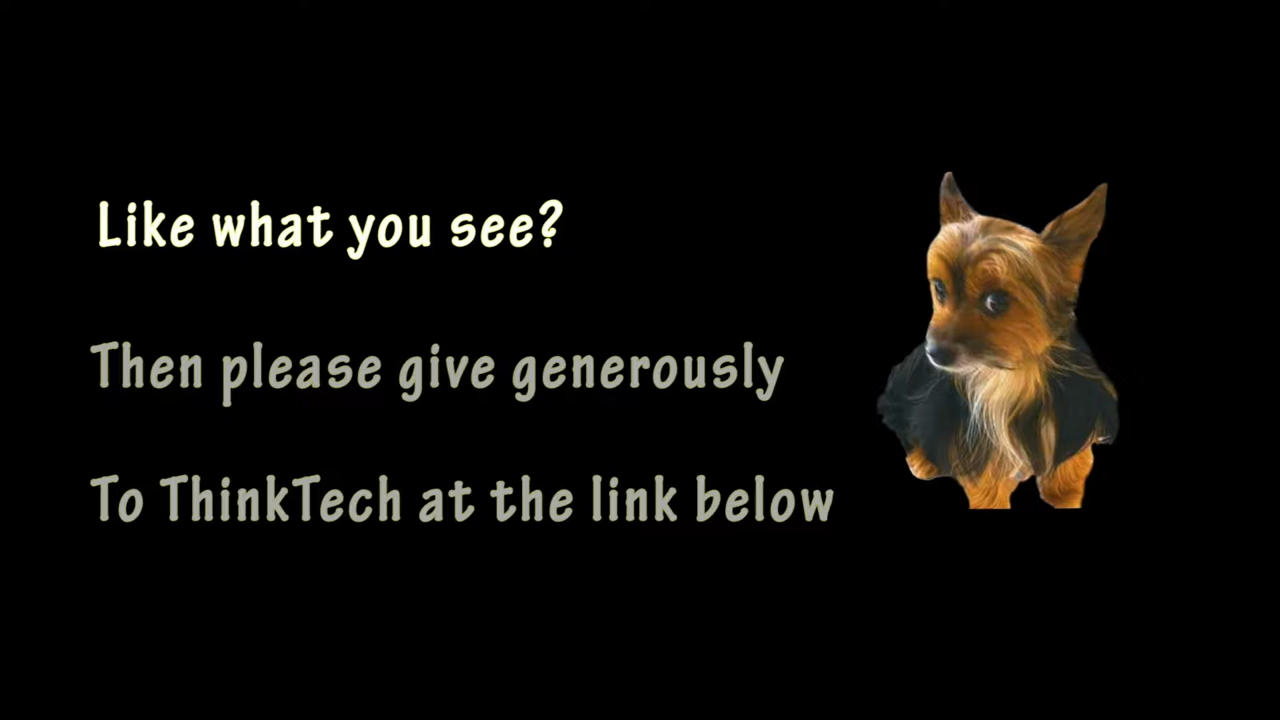 Like what you see?
Then please give generously
To ThinkTech at the link below